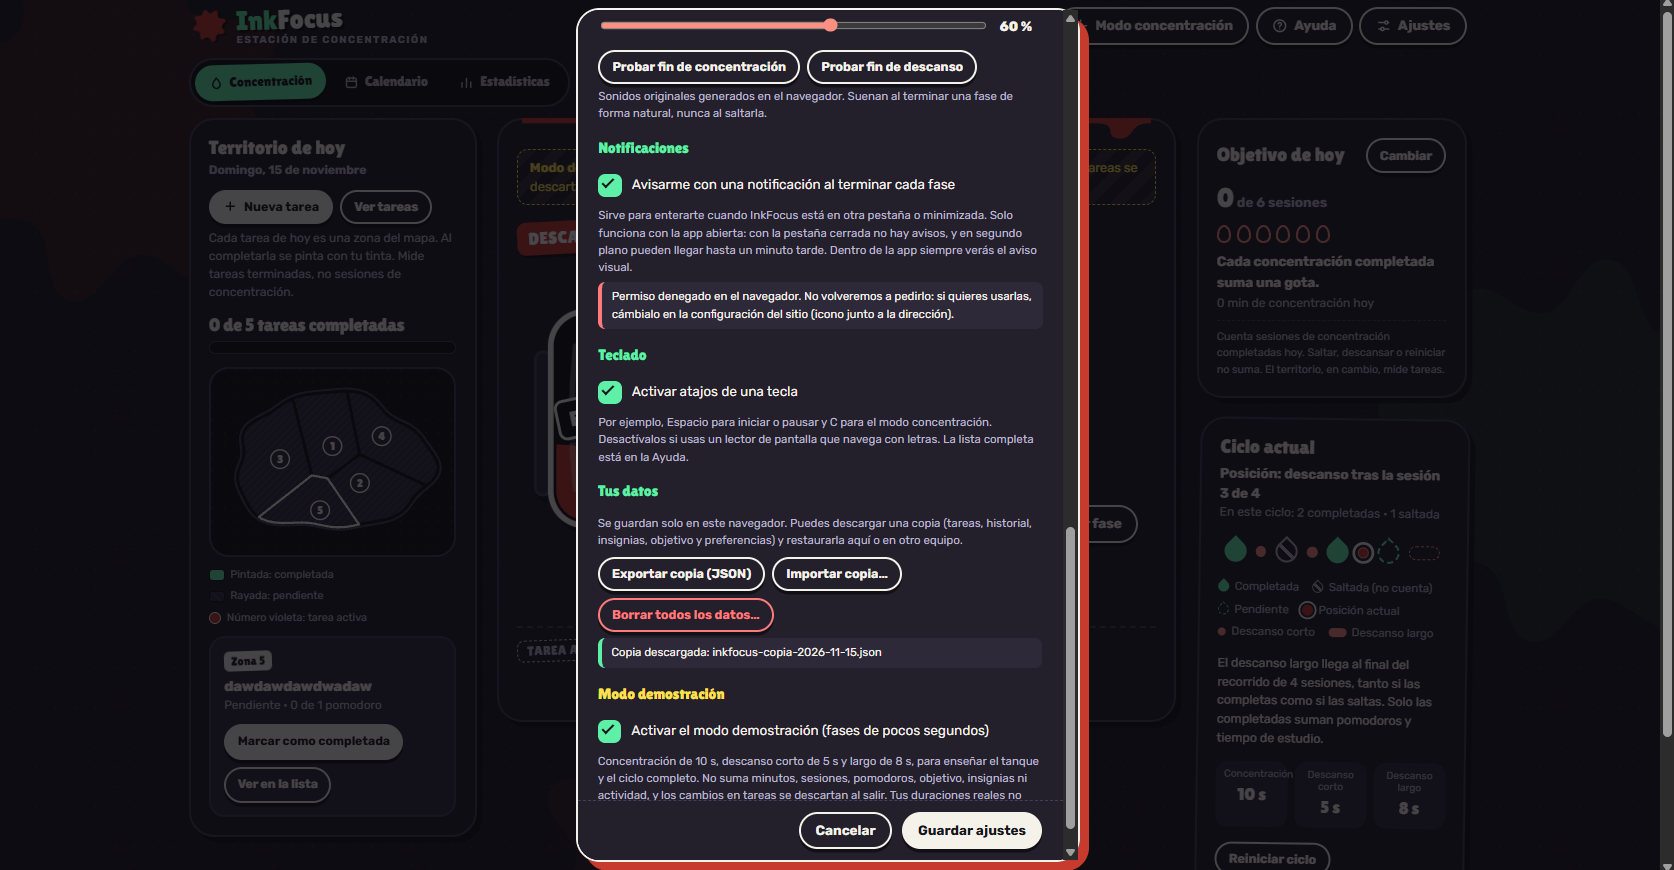 InkFocus
ESTACIÓN DE CONCENTRACIÓN
Modo concentración
Ayuda
Ajustes
Concentración
Calendario
Estadísticas
Territorio de hoy
Domingo, 15 de noviembre
+ Nueva tarea
Ver tareas
Cada tarea de hoy es una zona del mapa. Al
completarla se pinta con tu tinta. Mide
tareas terminadas, no sesiones de
concentración.
0 de 5 tareas completadas
1
2
3
4
5
Pintada: completada
Rayada: pendiente
Número violeta: tarea activa
Zona 5
dawdawdawdwadaw
Pendiente • 0 de 1 pomodoro
Marcar como completada
Ver en la lista
Modo de
descart
areas se
DESCA
fase
TAREA A
60 %
Probar fin de concentración
Probar fin de descanso
Sonidos originales generados en el navegador. Suenan al terminar una fase de
forma natural, nunca al saltarla.
Notificaciones
Avisarme con una notificación al terminar cada fase
Sirve para enterarte cuando InkFocus está en otra pestaña o minimizada. Solo
funciona con la app abierta: con la pestaña cerrada no hay avisos, y en segundo
plano pueden llegar hasta un minuto tarde. Dentro de la app siempre verás el aviso
visual.
Permiso denegado en el navegador. No volveremos a pedirlo: si quieres usarlas,
cámbialo en la configuración del sitio (icono junto a la dirección).
Teclado
Activar atajos de una tecla
Por ejemplo, Espacio para iniciar o pausar y C para el modo concentración.
Desactívalos si usas un lector de pantalla que navega con letras. La lista completa
está en la Ayuda.
Tus datos
Se guardan solo en este navegador. Puedes descargar una copia (tareas, historial,
insignias, objetivo y preferencias) y restaurarla aquí o en otro equipo.
Exportar copia (JSON)
Importar copia...
Borrar todos los datos...
Copia descargada: inkfocus-copia-2026-11-15.json
Modo demostración
Activar el modo demostración (fases de pocos segundos)
Concentración de 10 s, descanso corto de 5 s y largo de 8 s, para enseñar el tanque
y el ciclo completo. No suma minutos, sesiones, pomodoros, objetivo, insignias ni
actividad, y los cambios en tareas se descartan al salir. Tus duraciones reales no
Cancelar
Guardar ajustes
Objetivo de hoy
Cambiar
0 de 6 sesiones
Cada concentración completada
suma una gota.
0 min de concentración hoy
Cuenta sesiones de concentración
completadas hoy. Saltar, descansar o reiniciar
no suma. El territorio, en cambio, mide tareas.
Ciclo actual
Posición: descanso tras la sesión
3 de 4
En este ciclo: 2 completadas • 1 saltada
Completada
Saltada (no cuenta)
Pendiente
Posición actual
Descanso corto
Descanso largo
El descanso largo llega al final del
recorrido de 4 sesiones, tanto si las
completas como si las saltas. Solo las
completadas suman pomodoros y
tiempo de estudio.
Concentración
10 s
Descanso
corto
5 s
Descanso
largo
8 s
Reiniciar ciclo